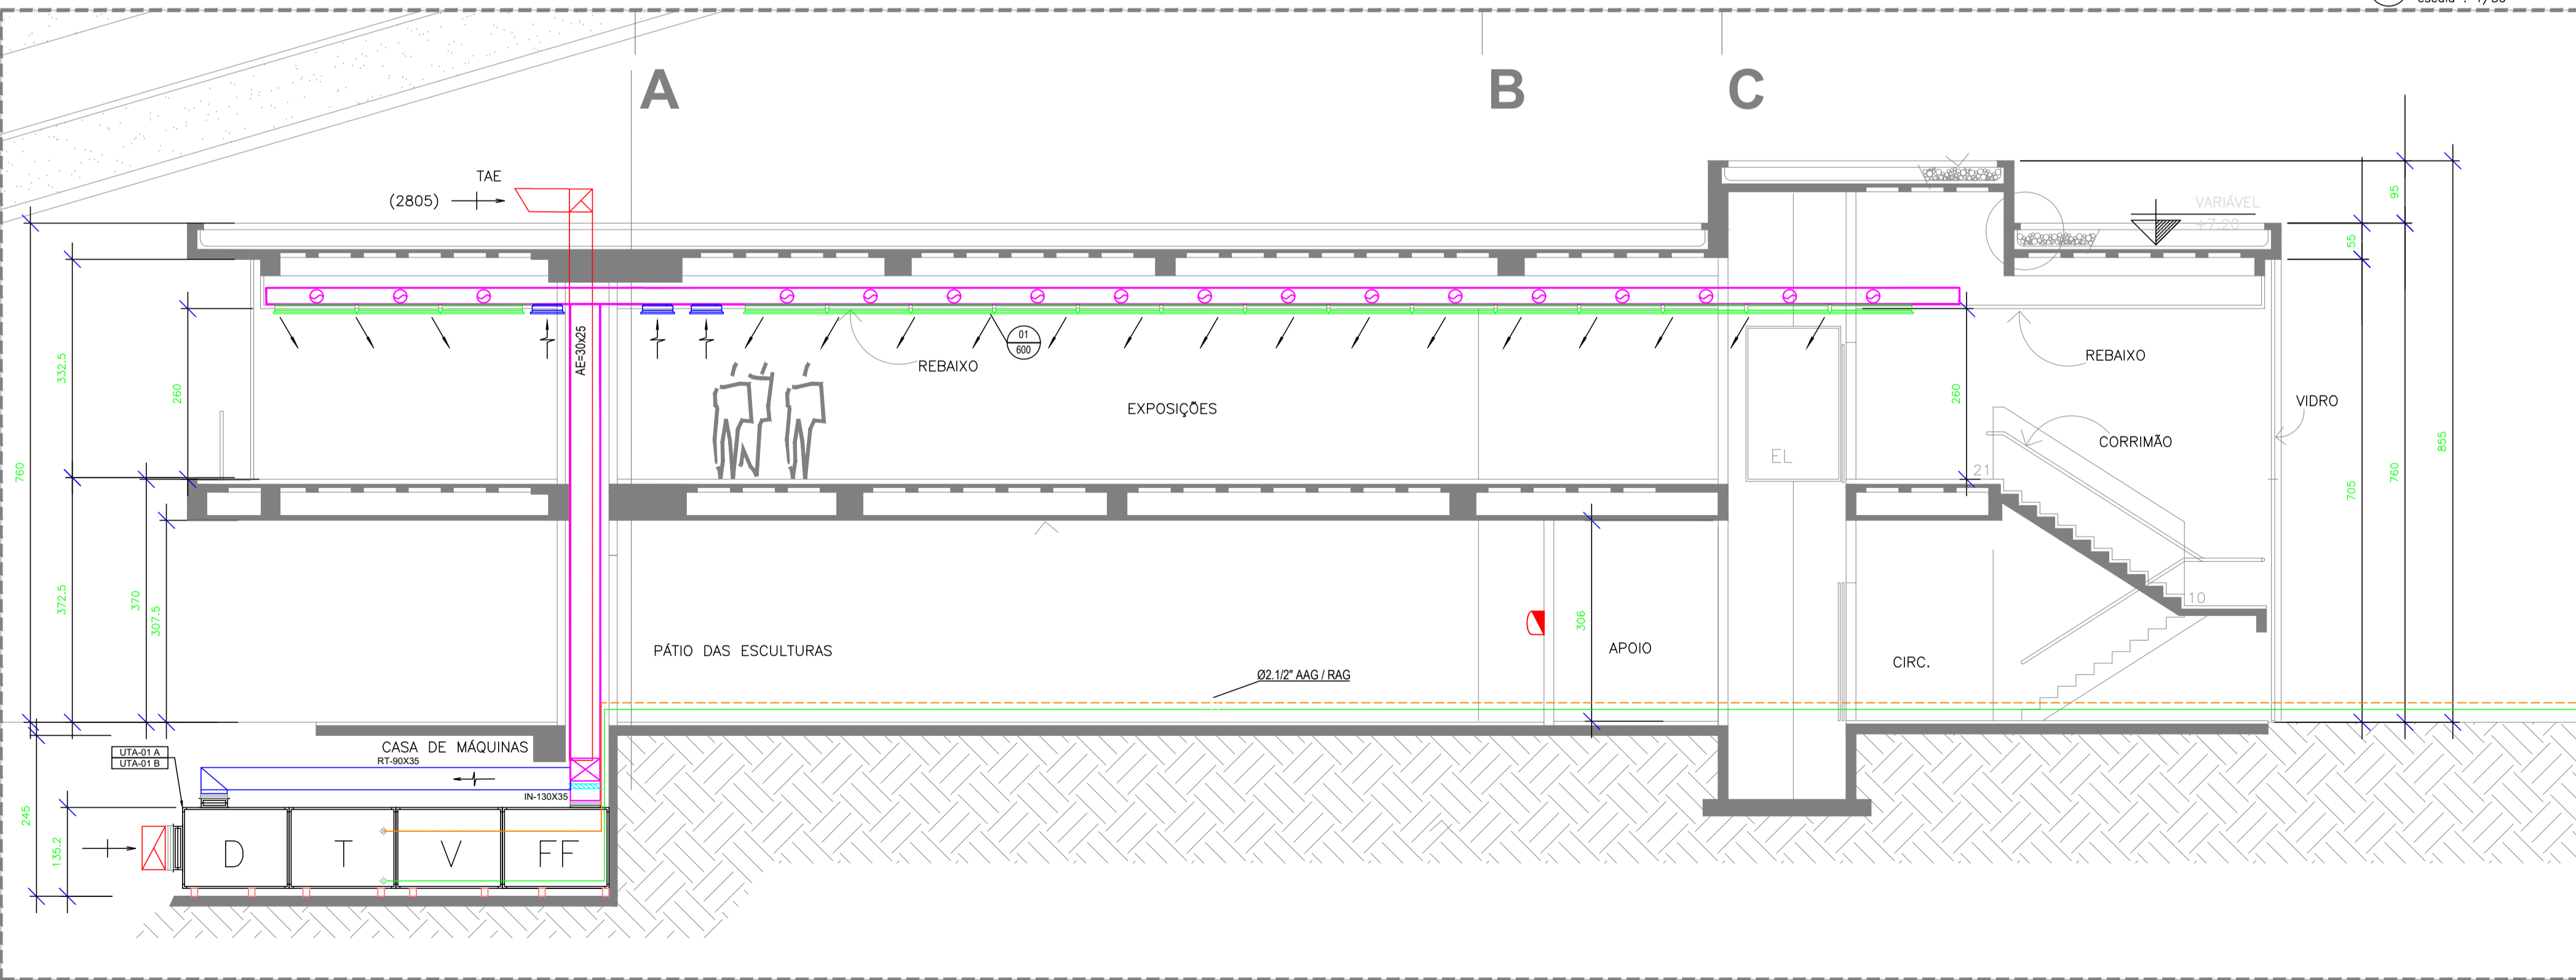 A
B
C
TAE
(2805)
VARIÁVEL
+7.20
95
55
AE=30x25
01
600
REBAIXO
REBAIXO
332.5
260
EXPOSIÇÕES
260
VIDRO
CORRIMÃO
855
760
EL
21
760
705
372.5
370
307.5
306
10
PÁTIO DAS ESCULTURAS
APOIO
CIRC.
Ø2.1/2" AAG / RAG
UTA-01 A
UTA-01 B
CASA DE MÁQUINAS
RT-90X35
IN-130X35
245
135.2
D
T
V
FF